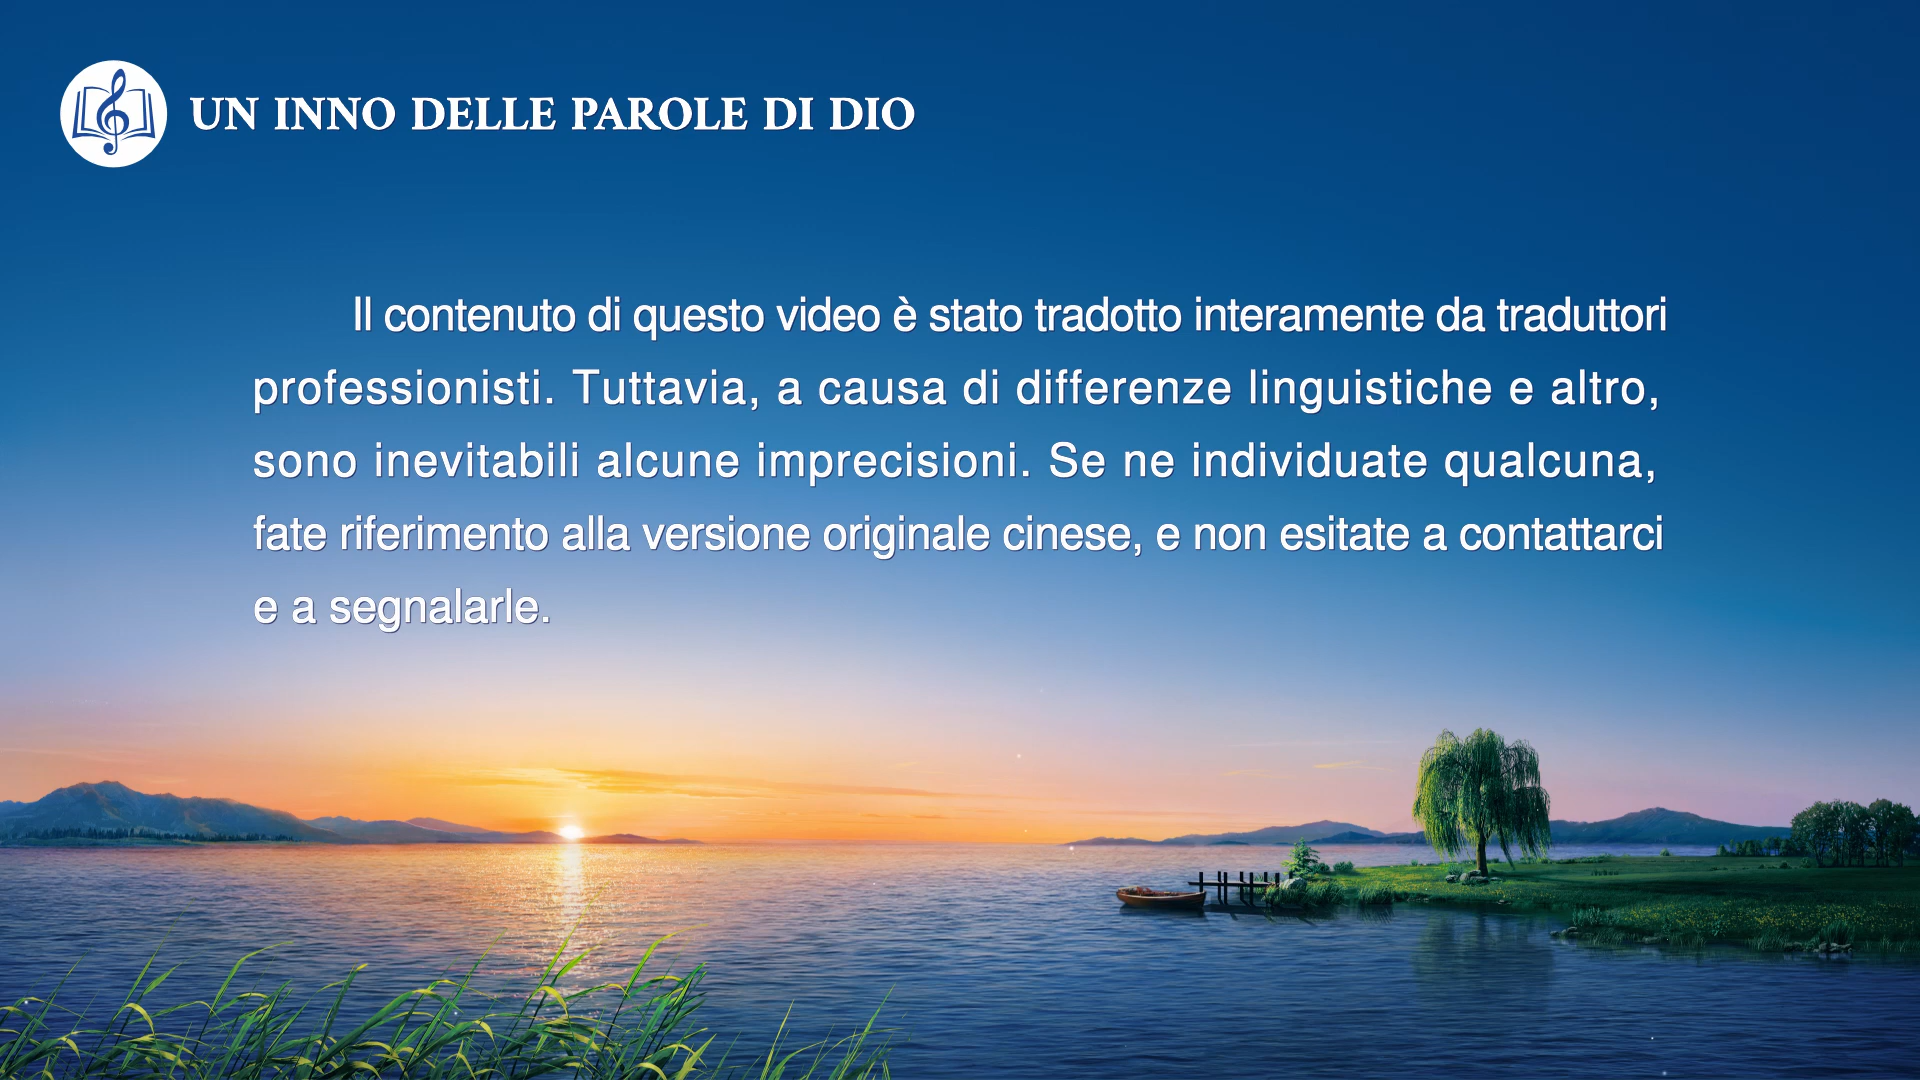 UN INNO DELLE PAROLE DI DIO
Il contenuto di questo video è stato tradotto interamente da traduttori
professionisti. Tuttavia, a causa di differenze linguistiche e altro,
sono inevitabili alcune imprecisioni. Se ne individuate qualcuna,
fate riferimento alla versione originale cinese, e non esitate a contattarci
e a segnalarle.